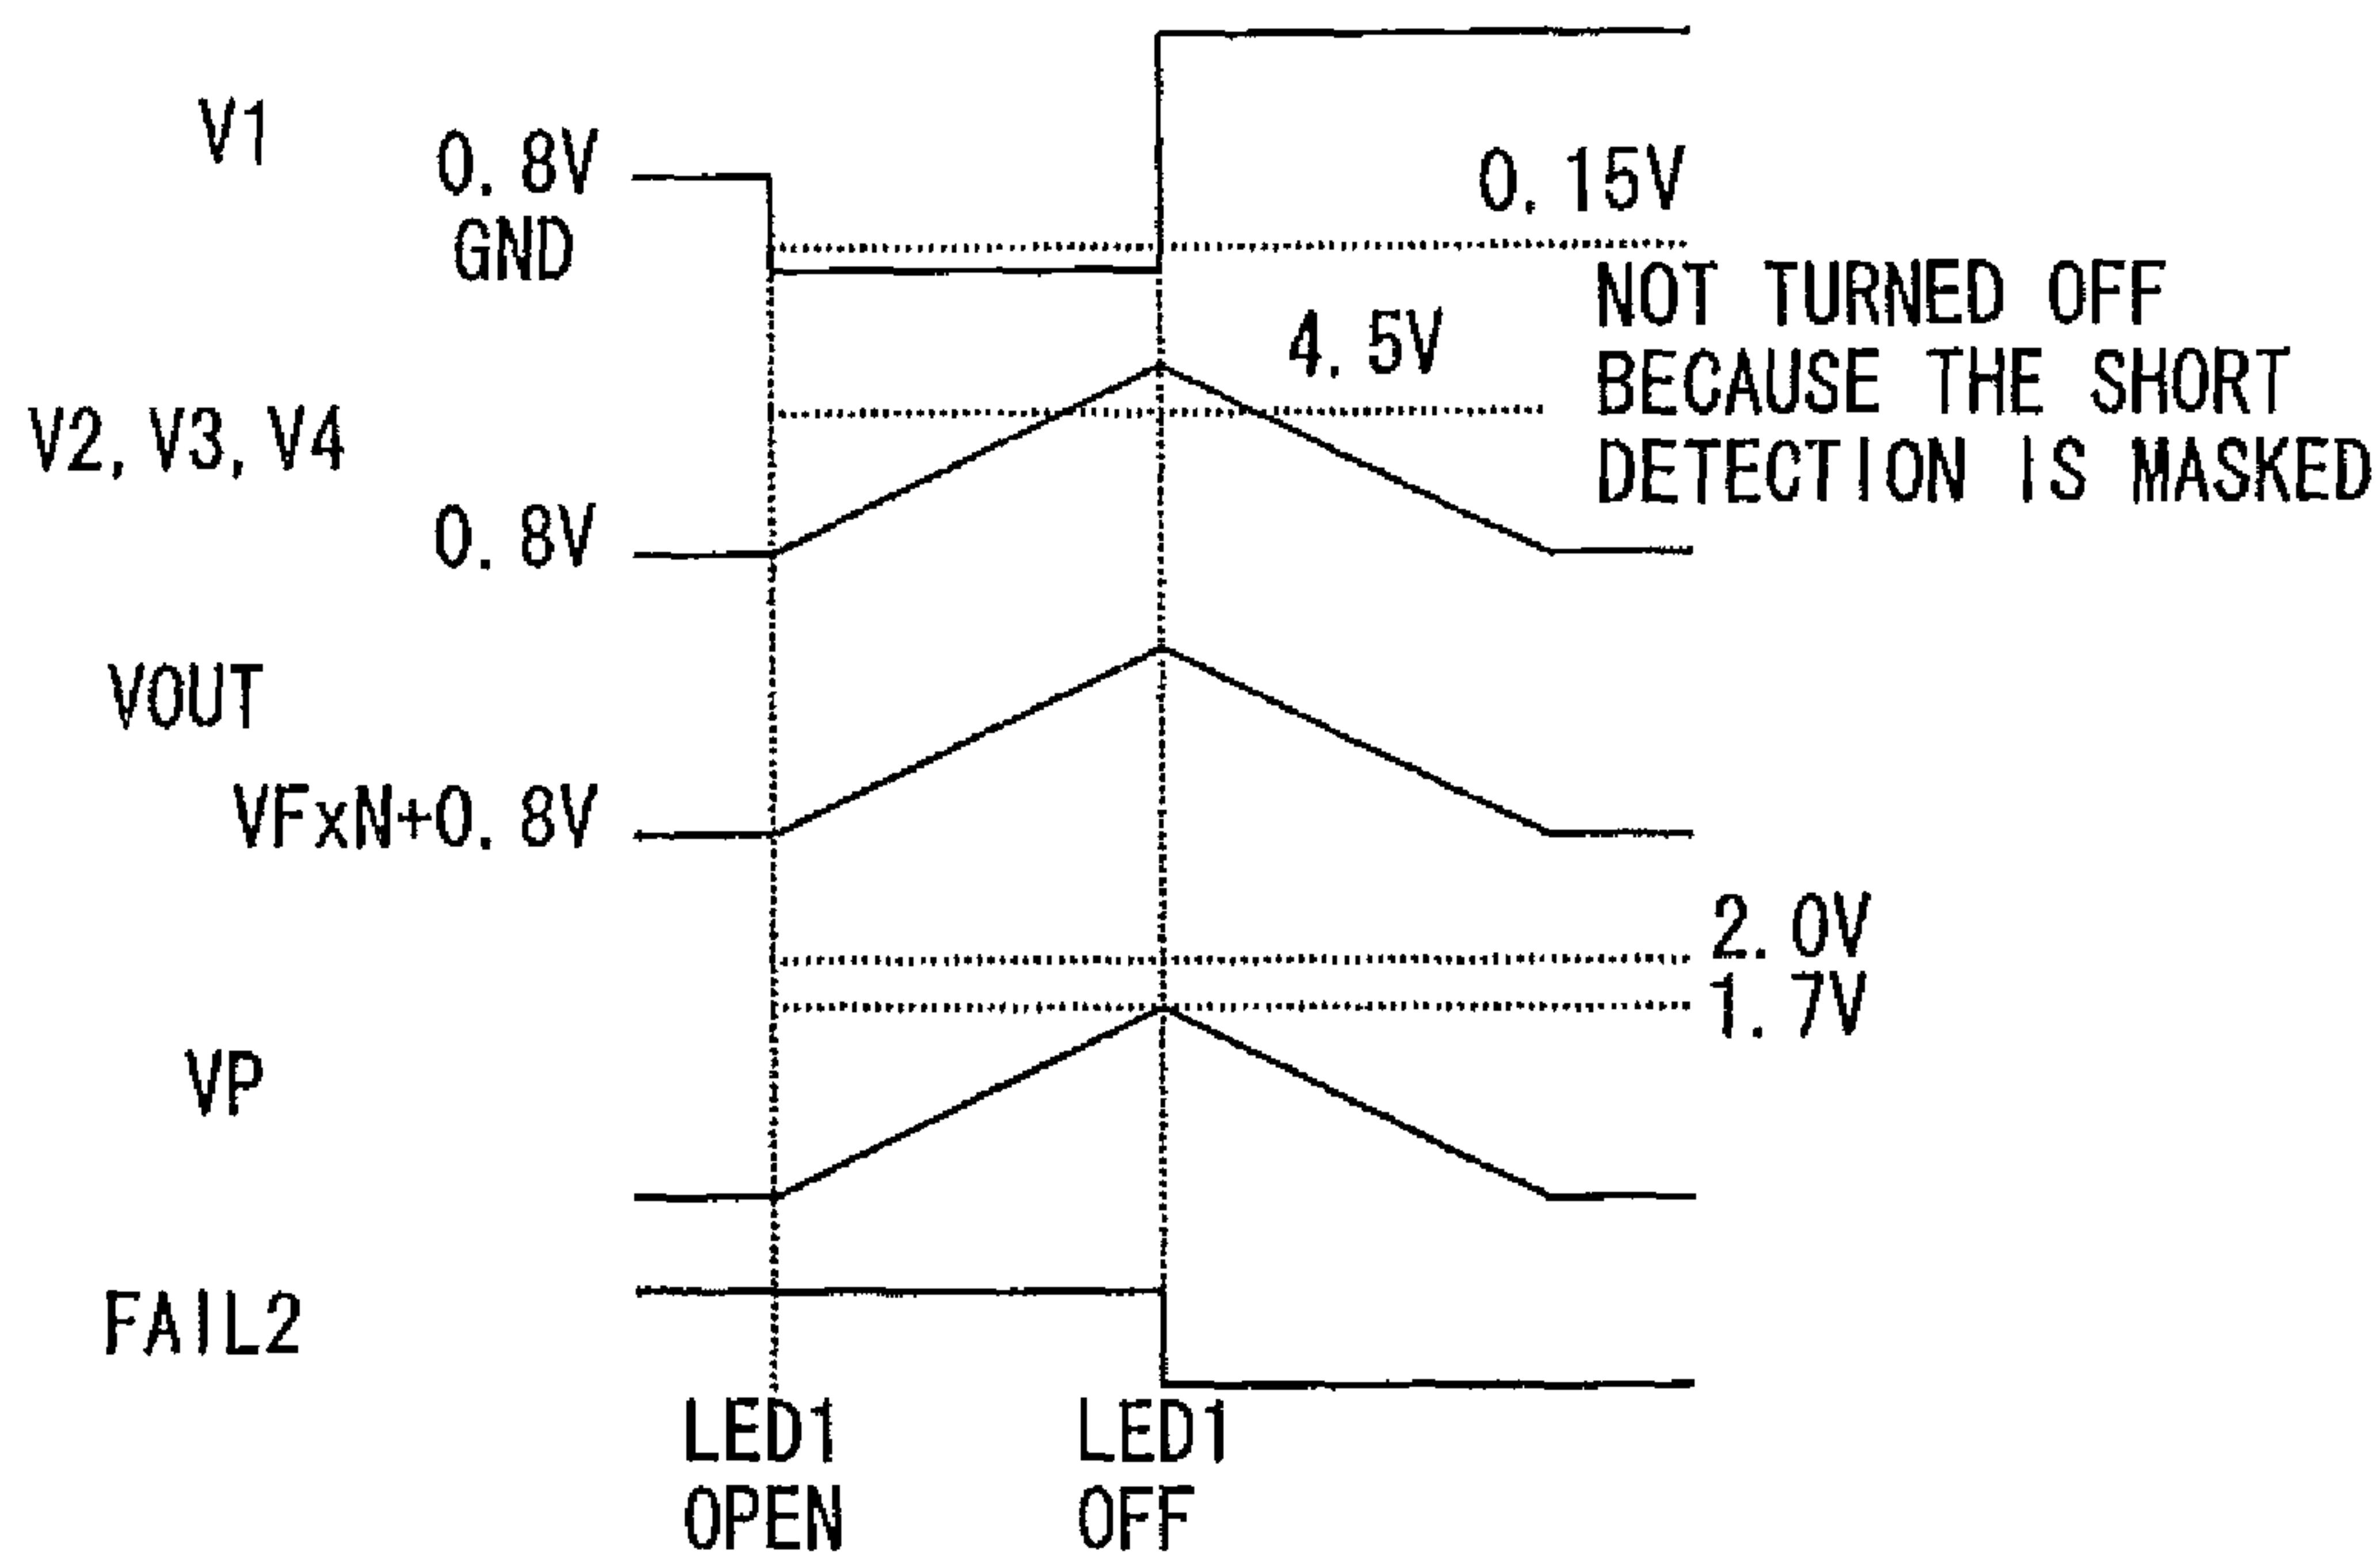 V1
0.8V
GND
0.15V
NOT TURNED OFF
BECAUSE THE SHORT
DETECTION IS MASKED
4.5V
V2,V3,V4
0.8V
VOUT
VFxN+0.8V
2.0V
1.7V
VP
FAIL2
LED1
OPEN
LED1
OFF